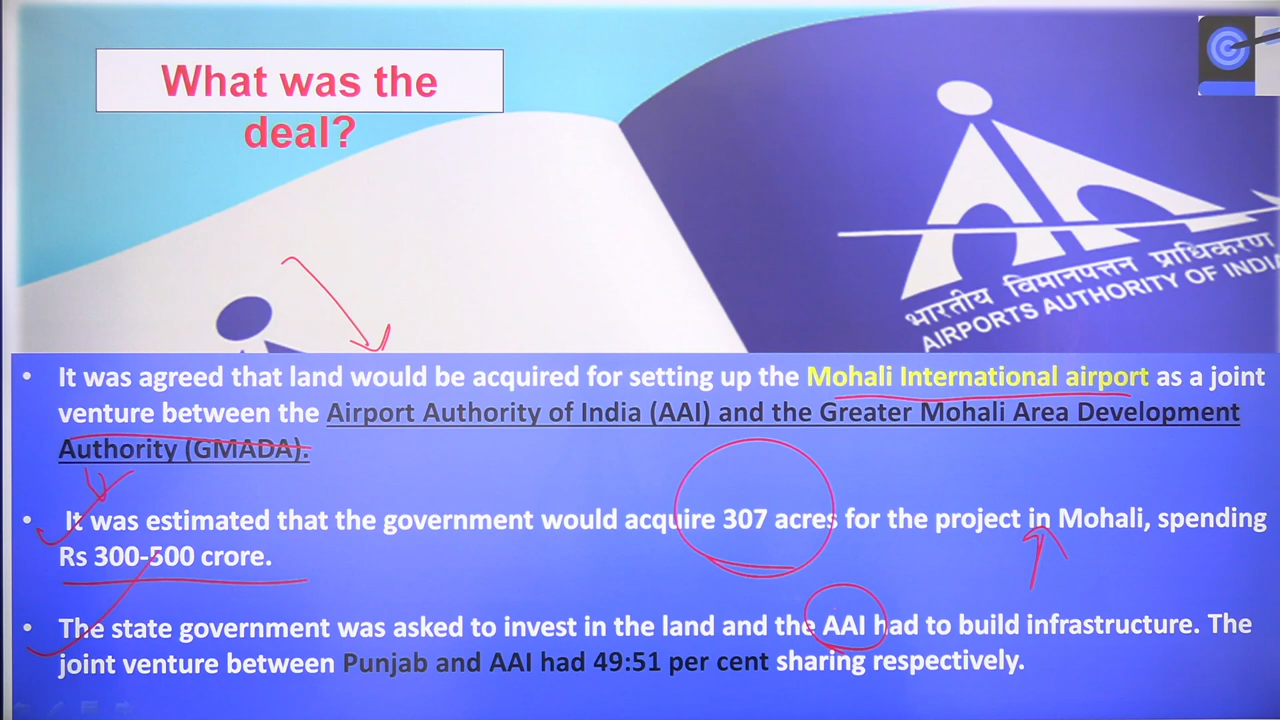 What was the
deal?
भारतीय विमानपत्तन प्राधिकरण
AIRPORTS AUTHORITY OF INDIA
• It was agreed that land would be acquired for setting up the Mohali International airport as a joint
venture between the Airport Authority of India (AAI) and the Greater Mohali Area Development
Authority (GMADA).
• It was estimated that the government would acquire 307 acres for the project in Mohali, spending
Rs 300-500 crore.
• The state government was asked to invest in the land and the AAI had to build infrastructure. The
joint venture between Punjab and AAI had 49:51 per cent sharing respectively.